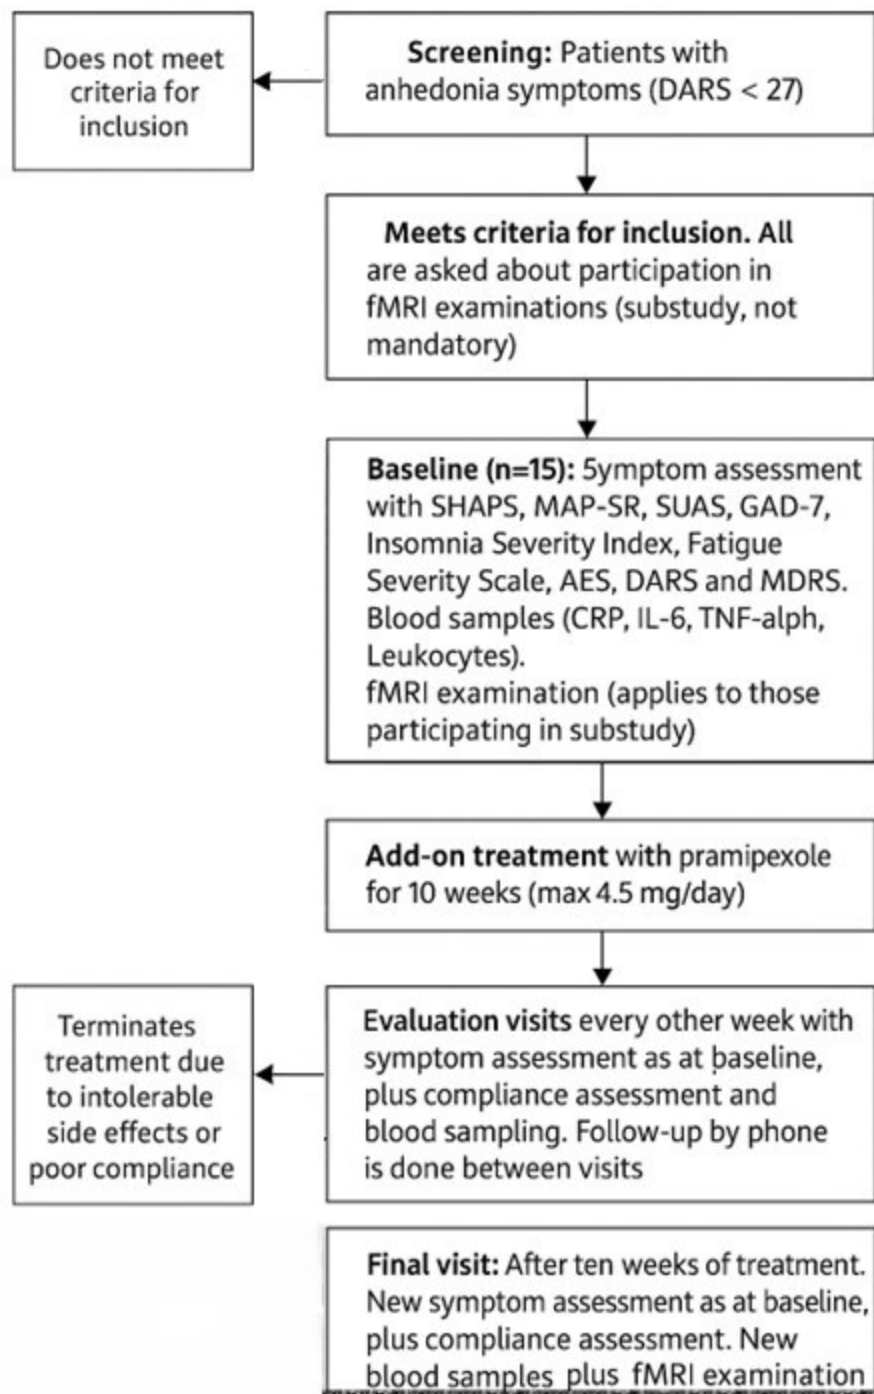 Does not meet
criteria for
inclusion
Screening: Patients with
anhedonia symptoms (DARS < 27)
Meets criteria for inclusion. All
are asked about participation in
fMRI examinations (substudy, not
mandatory)
Baseline (n=15): 5ymptom assessment
with SHAPS, MAP-SR, SUAS, GAD-7,
Insomnia Severity Index, Fatigue
Severity Scale, AES, DARS and MDRS.
Blood samples (CRP, IL-6, TNF-alph,
Leukocytes).
fMRI examination (applies to those
participating in substudy)
Add-on treatment with pramipexole
for 10 weeks (max 4.5 mg/day)
Terminates
treatment due
to intolerable
side effects or
poor compliance
Evaluation visits every other week with
symptom assessment as at baseline,
plus compliance assessment and
blood sampling. Follow-up by phone
is done between visits
Final visit: After ten weeks of treatment.
New symptom assessment as at baseline,
plus compliance assessment. New
blood samples plus fMRI examination